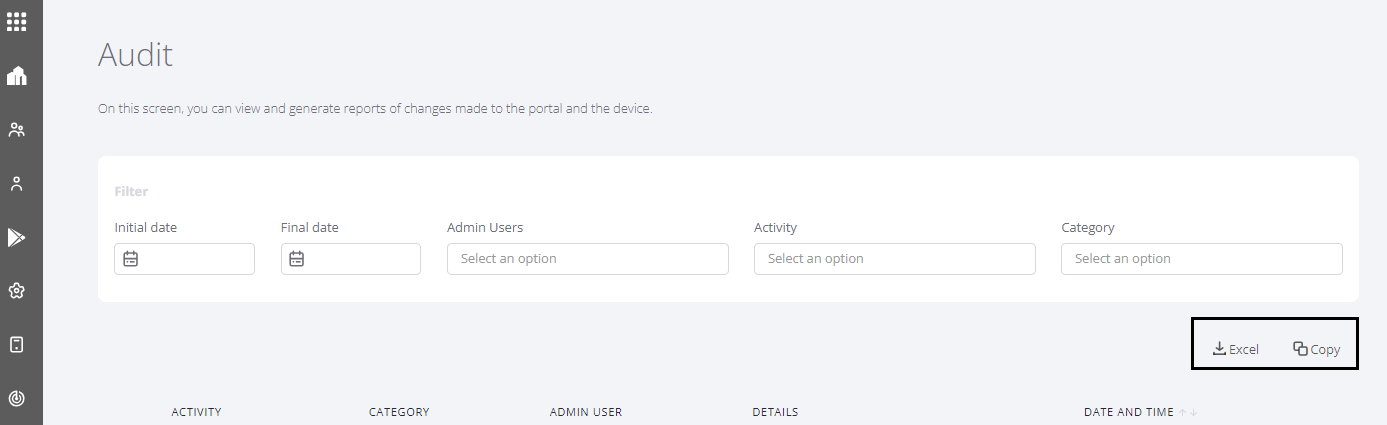 Audit
On this screen, you can view and generate reports of changes made to the portal and the device.
Filter
Initial date Final date Admin Users Activity Category
Select an option Select an option Select an option
Excel Copy
ACTIVITY CATEGORY ADMIN USER DETAILS DATE AND TIME